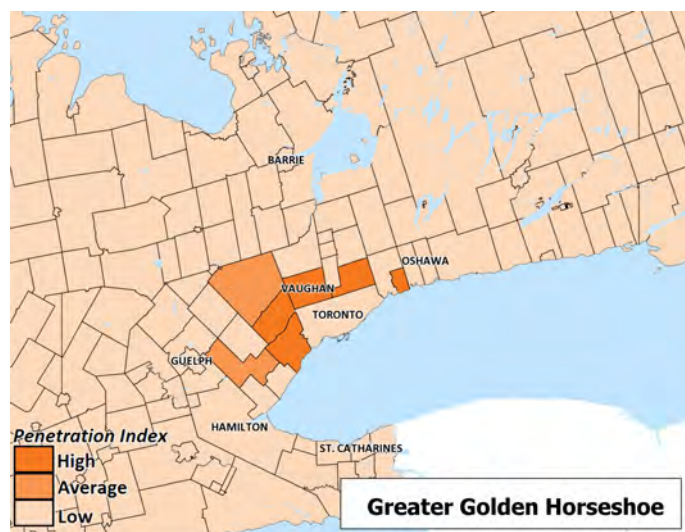 BARRIE
OSHAWA
VAUGHAN
TORONTO
GUELPH
HAMILTON
ST. CATHARINES
Penetration Index
High
Average
Low
Greater Golden Horseshoe